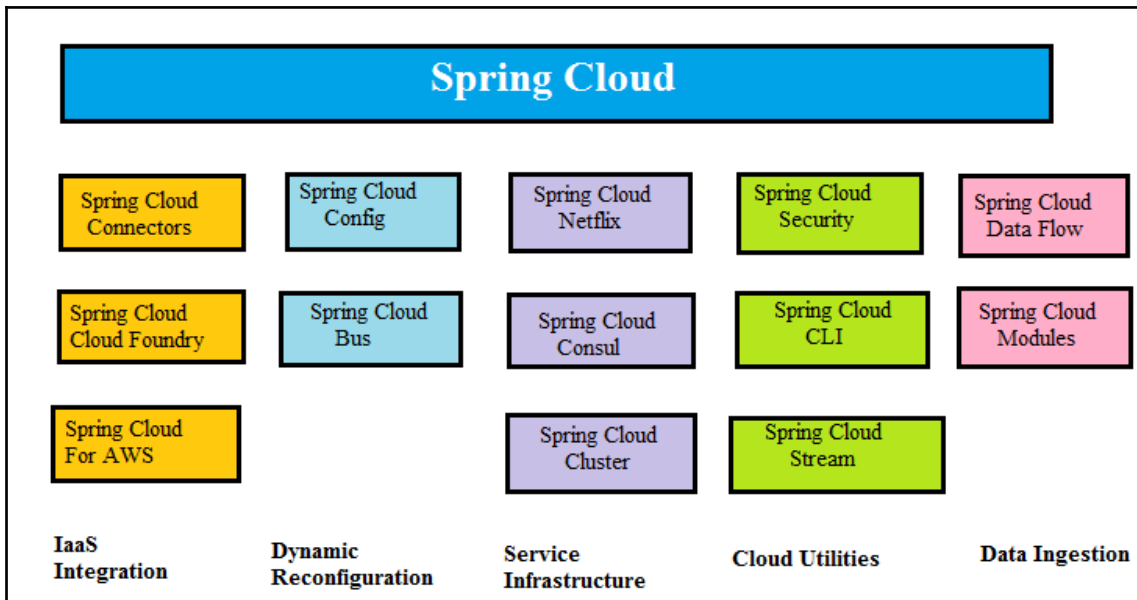 Spring Cloud
Spring Cloud
Connectors
Spring Cloud
Config
Spring Cloud
Netflix
Spring Cloud
Security
Spring Cloud
Data Flow
Spring Cloud
Cloud Foundry
Spring Cloud
Bus
Spring Cloud
Consul
Spring Cloud
CLI
Spring Cloud
Modules
Spring Cloud
For AWS
Spring Cloud
Cluster
Spring Cloud
Stream
IaaS
Integration
Dynamic
Reconfiguration
Service
Infrastructure
Cloud Utilities
Data Ingestion